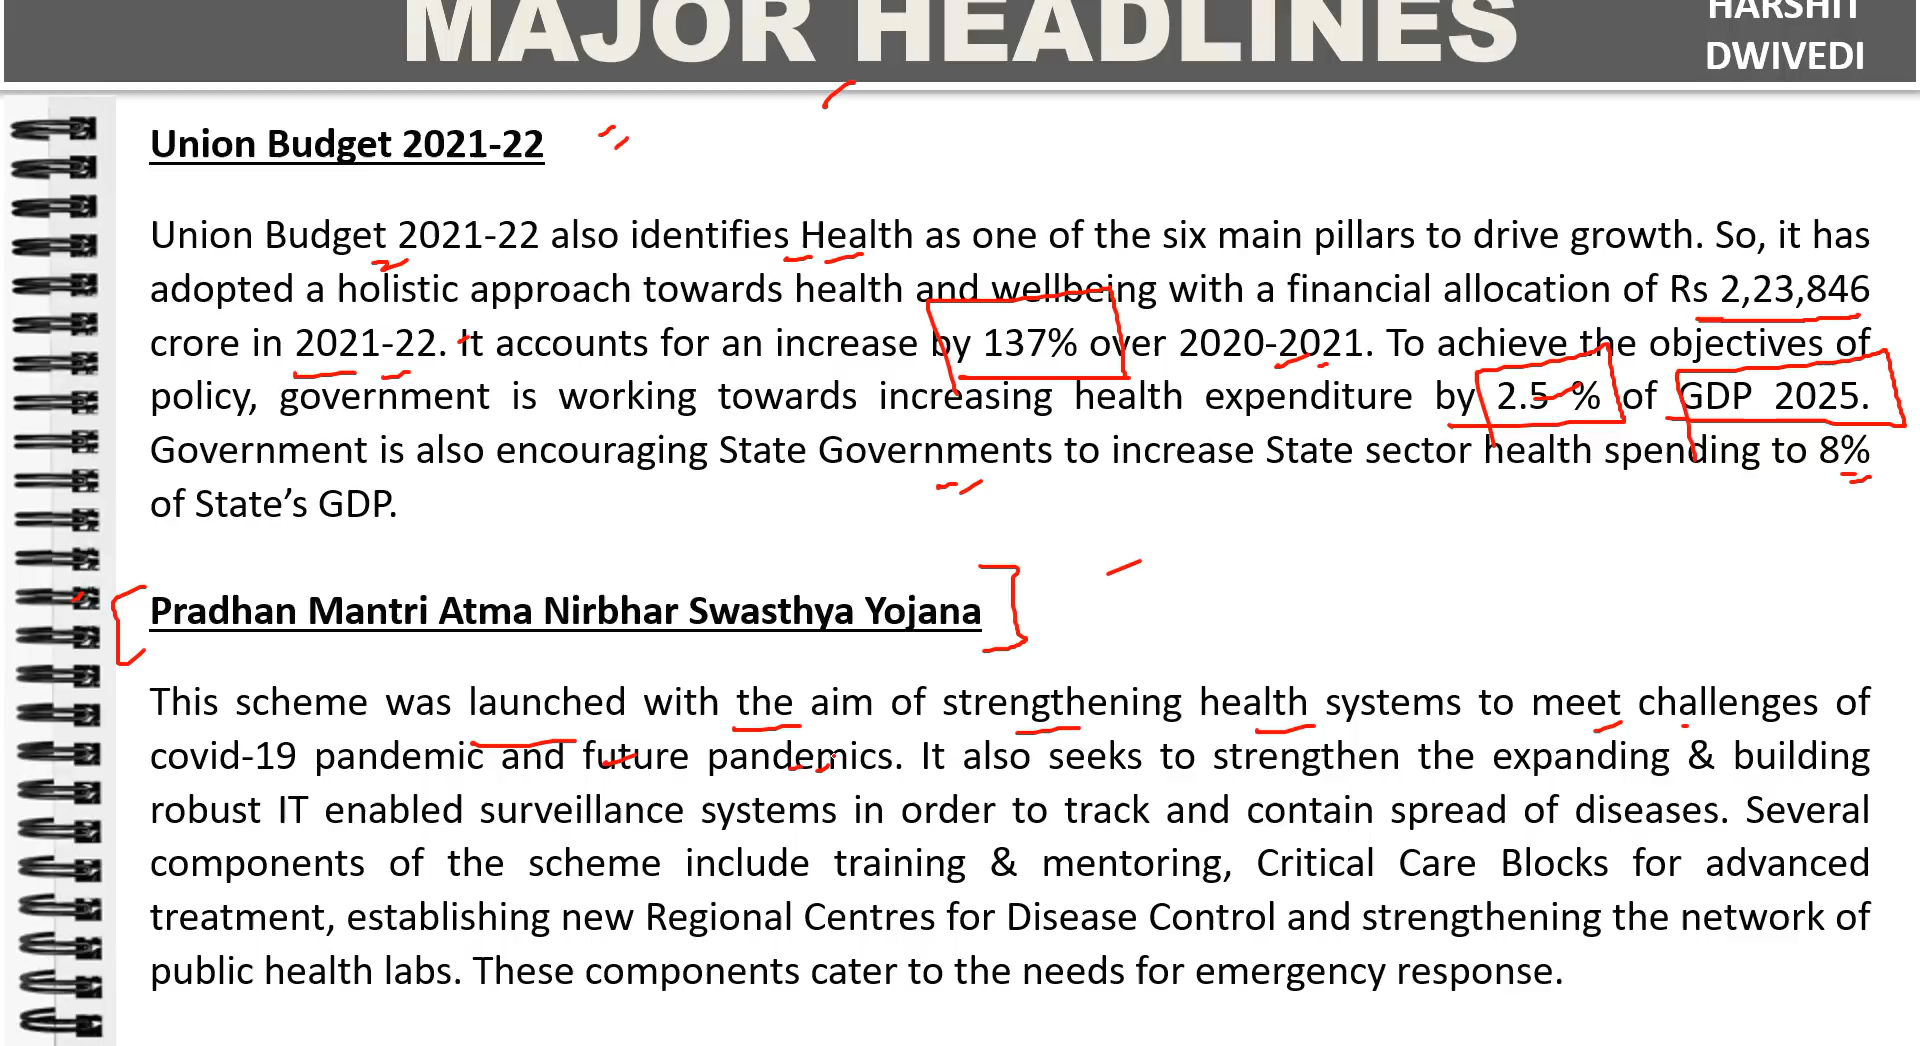 MAJOR HEADLINES
HARSHIT
DWIVEDI
Union Budget 2021-22
Union Budget 2021-22 also identifies Health as one of the six main pillars to drive growth. So, it has
adopted a holistic approach towards health and wellbeing with a financial allocation of Rs 2,23,846
crore in 2021-22. It accounts for an increase by 137% over 2020-2021. To achieve the objectives of
policy, government is working towards increasing health expenditure by 2.5 % of GDP 2025.
Government is also encouraging State Governments to increase State sector health spending to 8%
of State’s GDP.
Pradhan Mantri Atma Nirbhar Swasthya Yojana
This scheme was launched with the aim of strengthening health systems to meet challenges of
covid-19 pandemic and future pandemics. It also seeks to strengthen the expanding & building
robust IT enabled surveillance systems in order to track and contain spread of diseases. Several
components of the scheme include training & mentoring, Critical Care Blocks for advanced
treatment, establishing new Regional Centres for Disease Control and strengthening the network of
public health labs. These components cater to the needs for emergency response.